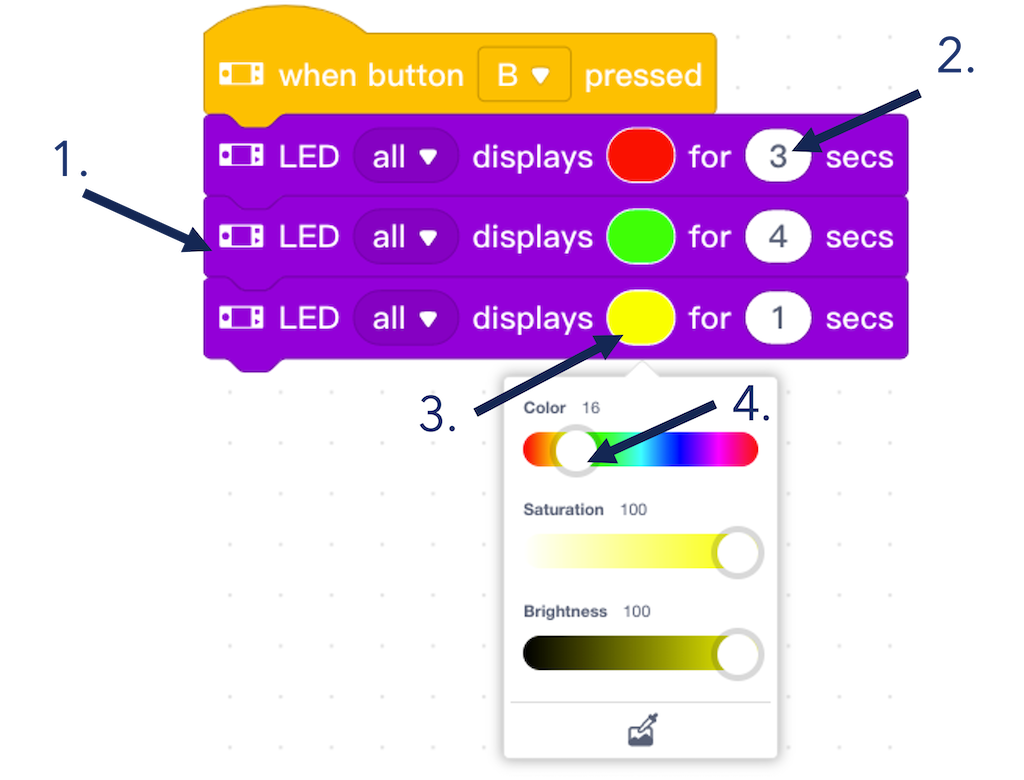 when button B pressed
2.
1.
LED all displays for 3 secs
LED all displays for 4 secs
LED all displays for 1 secs
3.
4.
Color 16
Saturation 100
Brightness 100